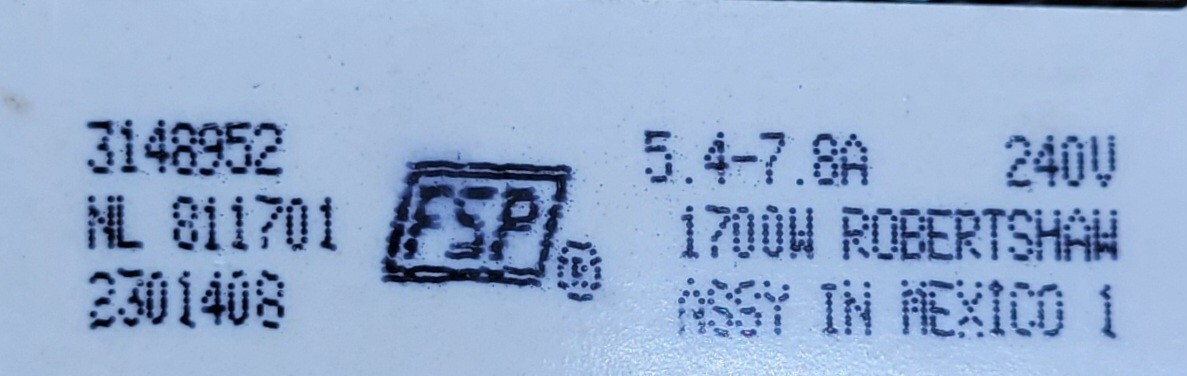 3148952
NL 811701
2301408
FSP
®
5.4-7.8A 240V
1700W ROBERTSHAW
ASSY IN MEXICO 1